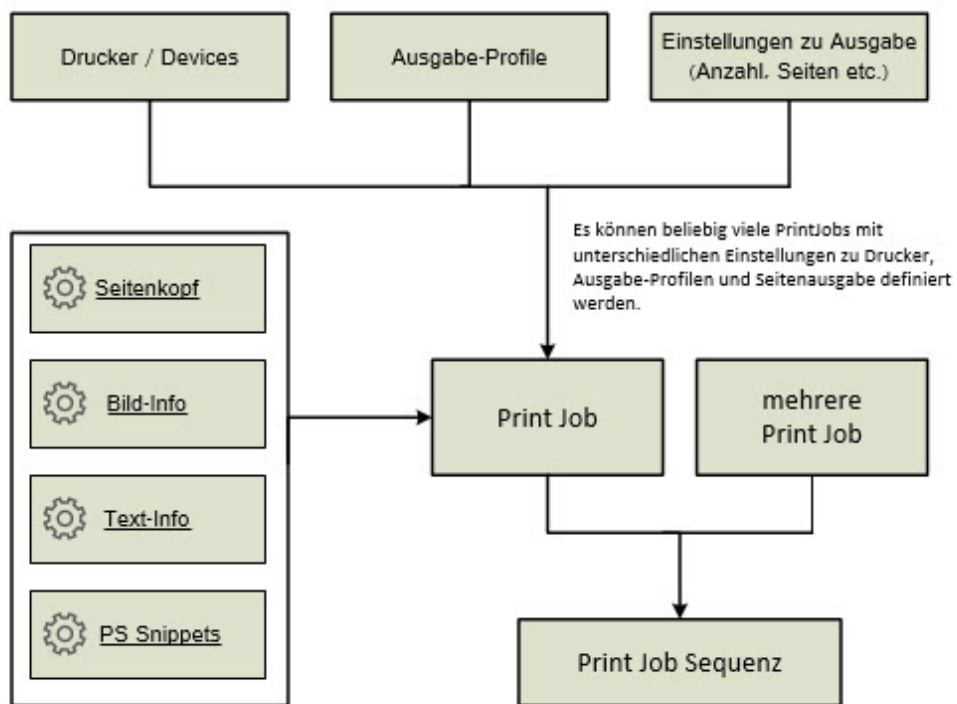 Drucker / Devices
Ausgabe-Profile
Einstellungen zu Ausgabe
(Anzahl, Seiten etc.)
Es können beliebig viele PrintJobs mit
unterschiedlichen Einstellungen zu Drucker,
Ausgabe-Profilen und Seitenausgabe definiert
werden.
Seitenkopf
Bild-Info
Text-Info
PS Snippets
Print Job
mehrere
Print Job
Print Job Sequenz